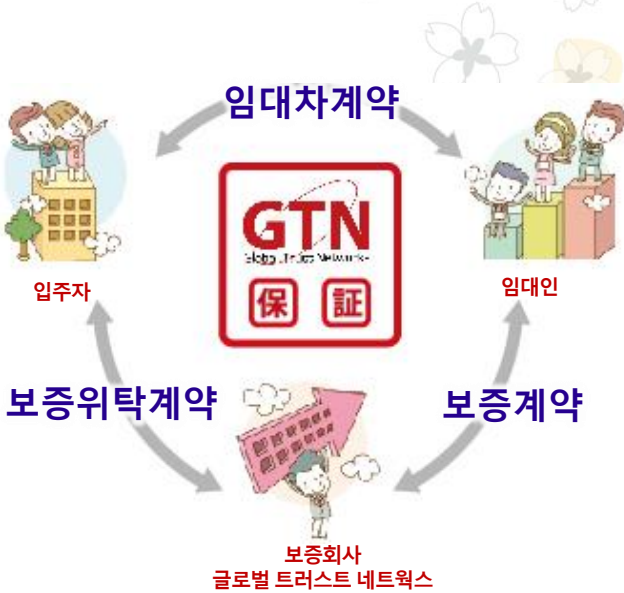 임대차계약
GTN
保 証
입주자
임대인
보증위탁계약
보증계약
보증회사
글로벌 트러스트 네트웍스